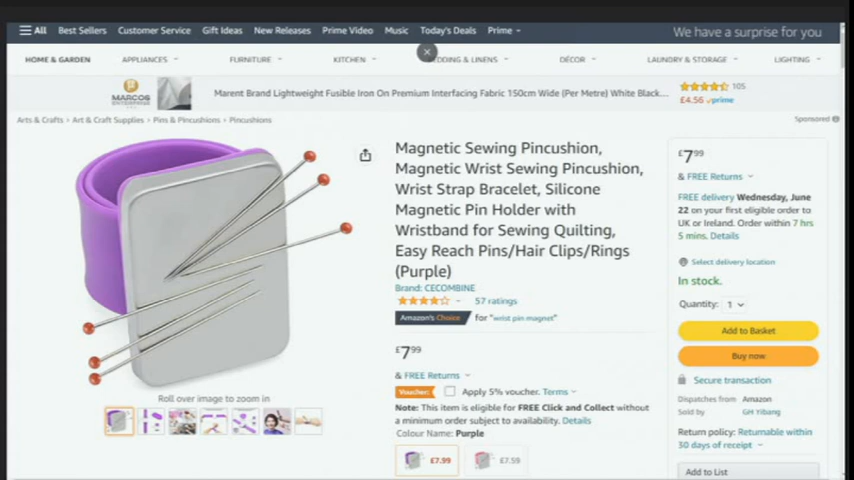 All Best Sellers Customer Service Gift Ideas New Releases Prime Video Music Today's Deals Prime
We have a surprise for you
HOME & GARDEN APPLIANCES FURNITURE KITCHEN & LINENS DÉCOR LAUNDRY & STORAGE LIGHTING
MARCOS
Marent Brand Lightweight Fusible Iron On Premium Interfacing Fabric 150cm Wide (Per Metre) White Black...
105
£4.56 prime
Arts & Crafts › Art & Craft Supplies › Pins & Pincushions › Pincushions
Sponsored
Magnetic Sewing Pincushion,
Magnetic Wrist Sewing Pincushion,
Wrist Strap Bracelet, Silicone
Magnetic Pin Holder with
Wristband for Sewing Quilting,
Easy Reach Pins/Hair Clips/Rings
(Purple)
Brand: CECOMBINE
57 ratings
Amazon's Choice for "wrist pin magnet"
£7⁹⁹
& FREE Returns
Voucher: Apply 5% voucher. Terms
Note: This item is eligible for FREE Click and Collect without
a minimum order subject to availability. Details
Colour Name: Purple
£7.99 £7.59
Roll over image to zoom in
£7⁹⁹
& FREE Returns
FREE delivery Wednesday, June
22 on your first eligible order to
UK or Ireland. Order within 7 hrs
5 mins. Details
Select delivery location
In stock.
Quantity: 1
Add to Basket
Buy now
Secure transaction
Dispatches from Amazon
Sold by GH Yibang
Return policy: Returnable within
30 days of receipt
Add to List